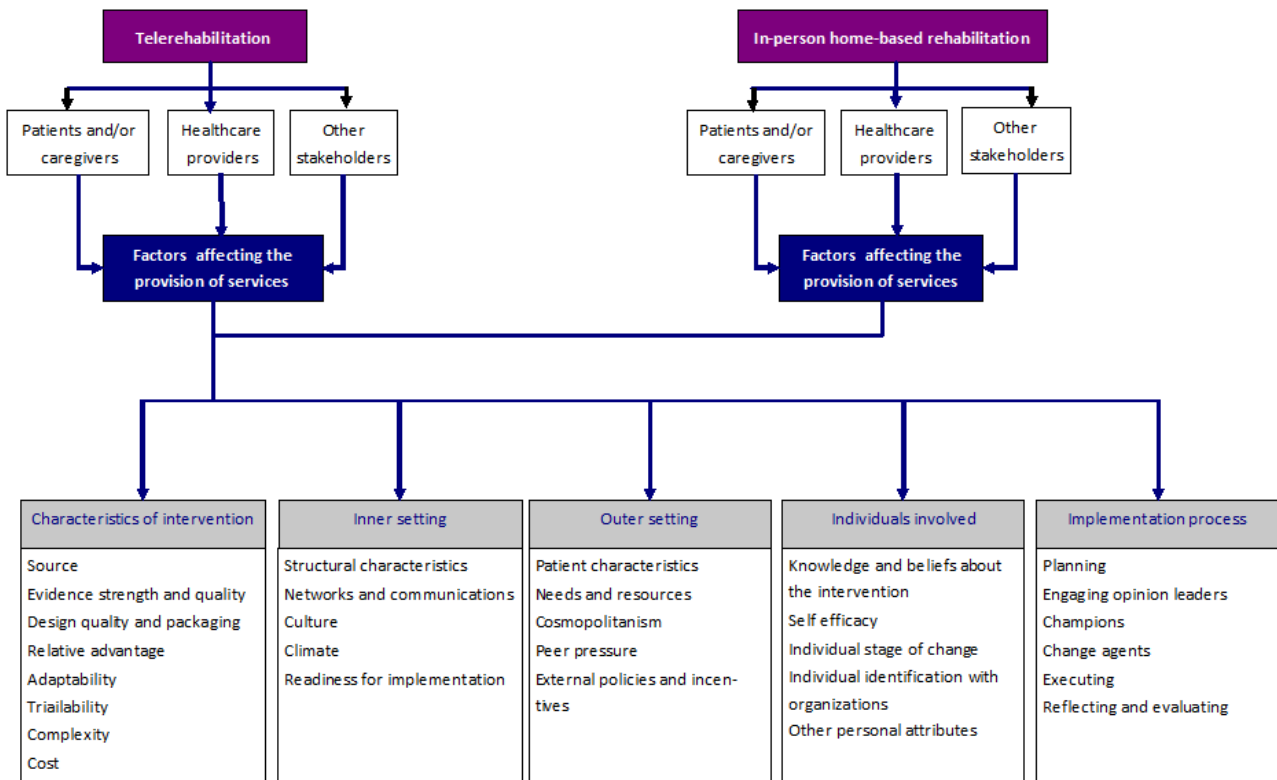 Telerehabilitation
In-person home-based rehabilitation
Patients and/or
caregivers
Healthcare
providers
Other
stakeholders
Patients and/or
caregivers
Healthcare
providers
Other
stakeholders
Factors affecting the
provision of services
Factors affecting the
provision of services
Characteristics of intervention
Source
Evidence strength and quality
Design quality and packaging
Relative advantage
Adaptability
Triailability
Complexity
Cost
Inner setting
Structural characteristics
Networks and communications
Culture
Climate
Readiness for implementation
Outer setting
Patient characteristics
Needs and resources
Cosmopolitanism
Peer pressure
External policies and incen-
tives
Individuals involved
Knowledge and beliefs about
the intervention
Self efficacy
Individual stage of change
Individual identification with
organizations
Other personal attributes
Implementation process
Planning
Engaging opinion leaders
Champions
Change agents
Executing
Reflecting and evaluating